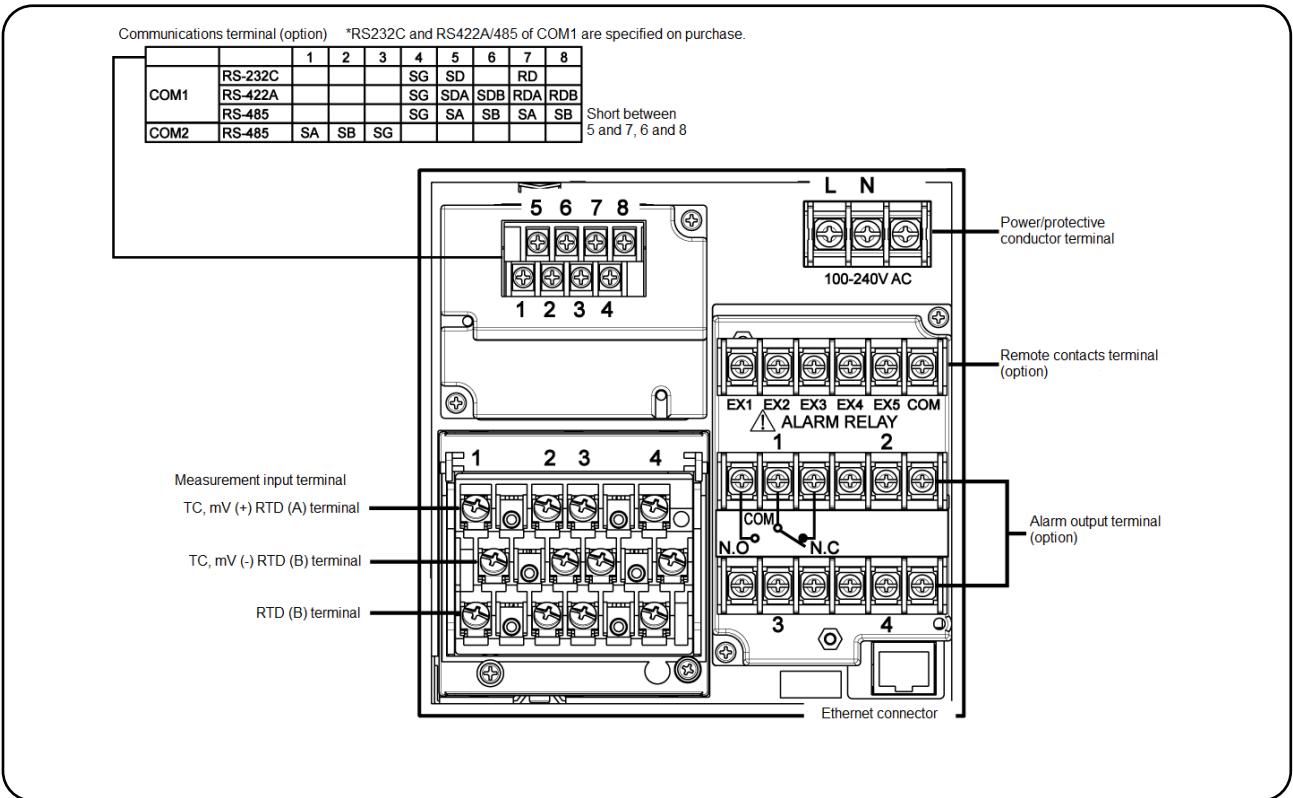 Communications terminal (option) *RS232C and RS422A/485 of COM1 are specified on purchase.
1 2 3 4 5 6 7 8
COM1 RS-232C SG SD RD
RS-422A SG SDA SDB RDA RDB
RS-485 SG SA SB SA SB
COM2 RS-485 SA SB SG
Short between
5 and 7, 6 and 8
L N
5 6 7 8
Power/protective
conductor terminal
100-240V AC
1 2 3 4
Remote contacts terminal
(option)
EX1 EX2 EX3 EX4 EX5 COM
ALARM RELAY
1 2
1 2 3 4
Measurement input terminal
TC, mV (+) RTD (A) terminal
TC, mV (-) RTD (B) terminal
RTD (B) terminal
COM
N.O N.C
Alarm output terminal
(option)
3 4
Ethernet connector